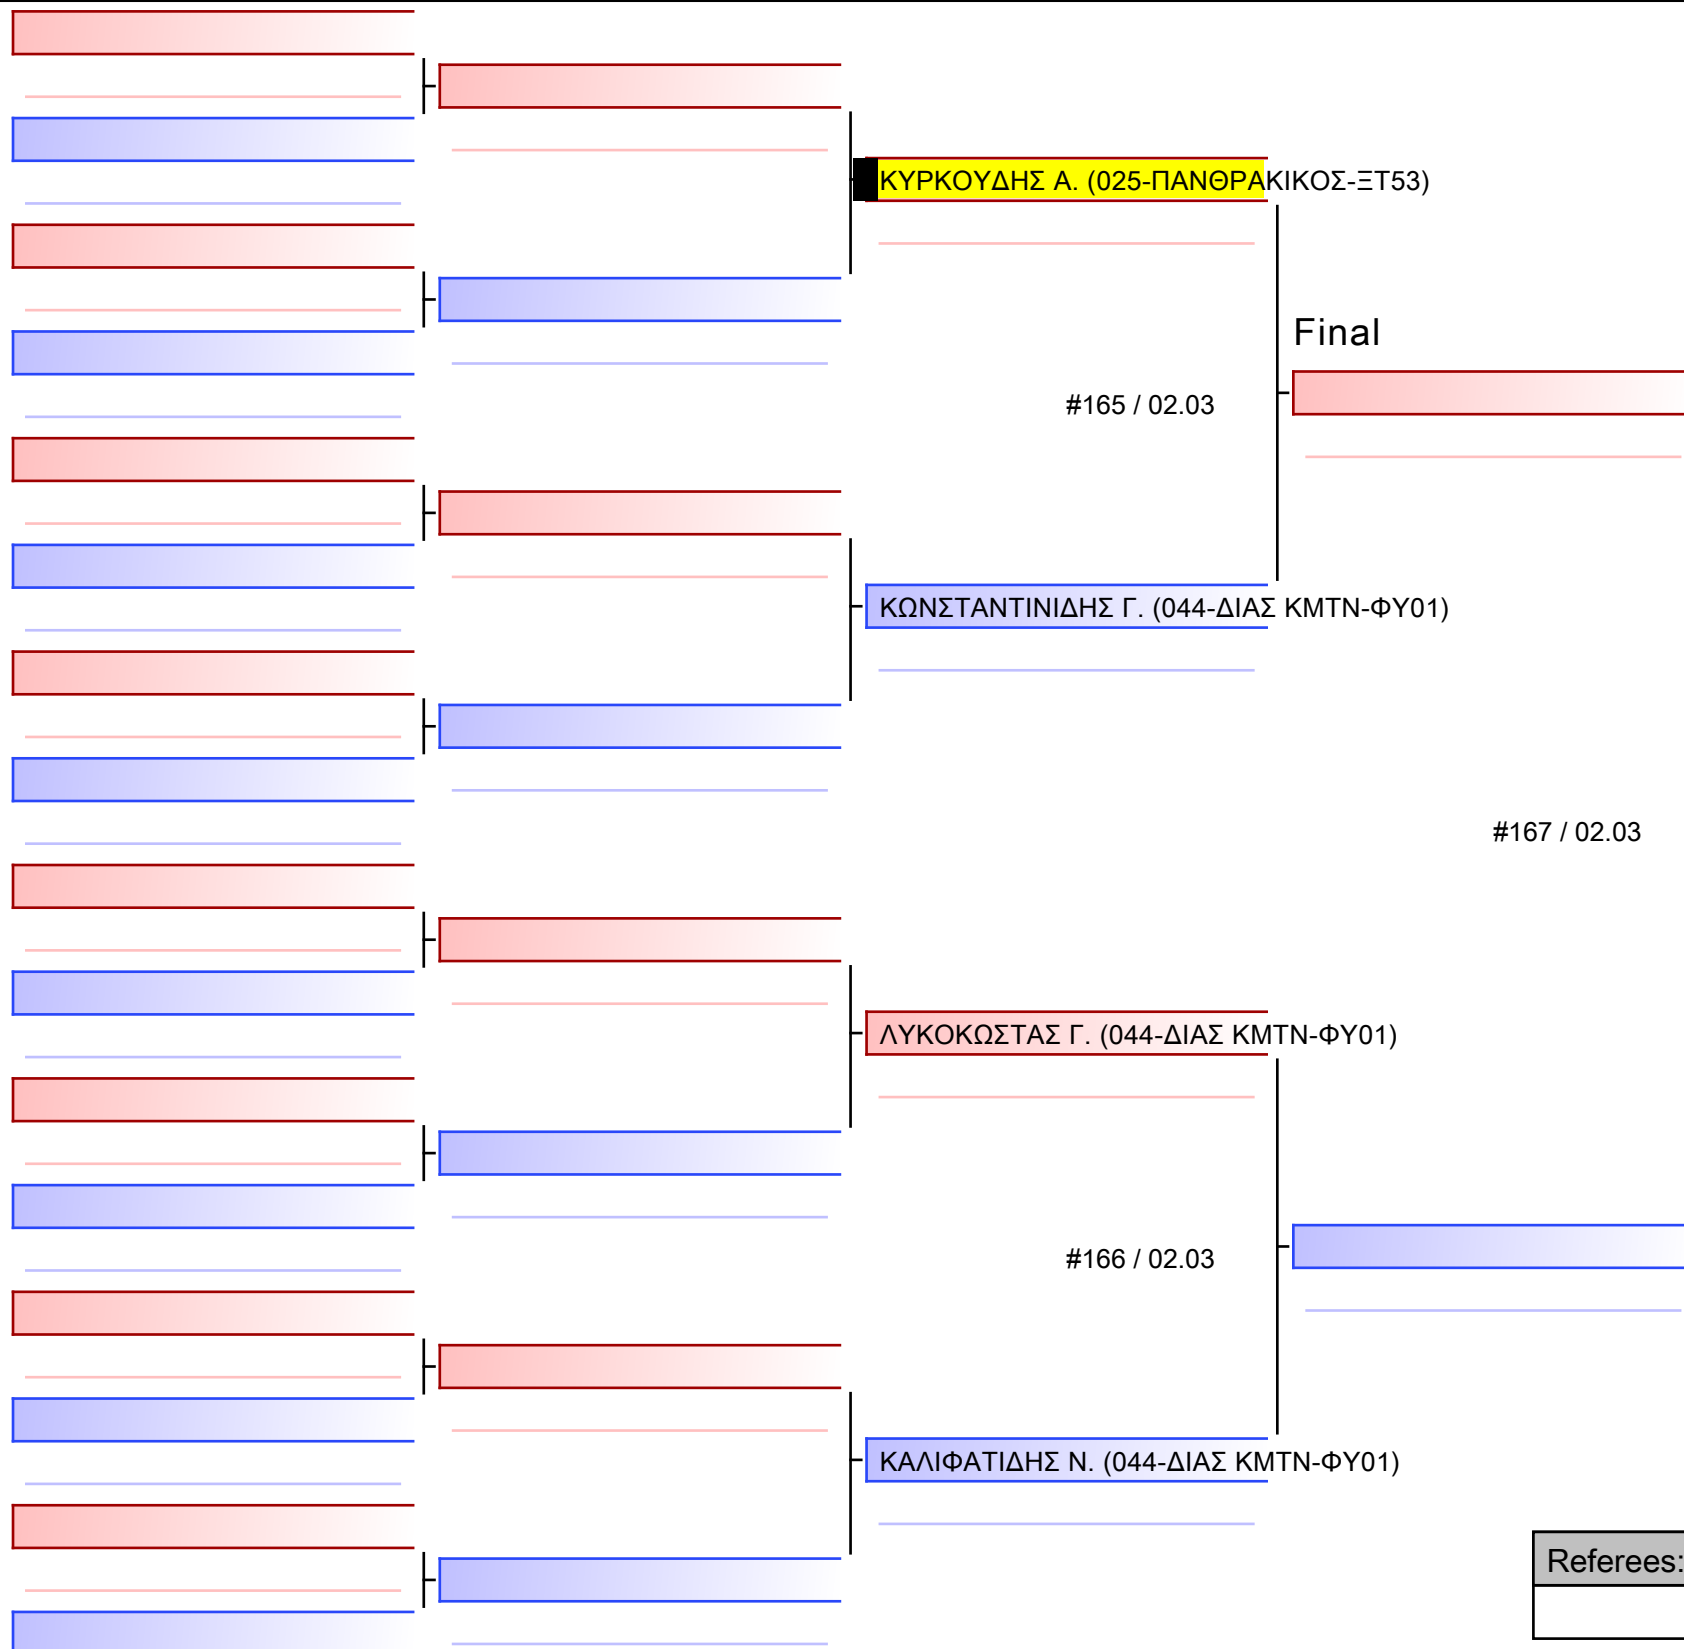 ΚΥΡΚΟΥΔΗΣ Α. (025-ΠΑΝΘΡΑΚΙΚΟΣ-ΞΤ53)
Final
#165 / 02.03
ΚΩΝΣΤΑΝΤΙΝΙΔΗΣ Γ. (044-ΔΙΑΣ ΚΜΤΝ-ΦΥ01)
#167 / 02.03
ΛΥΚΟΚΩΣΤΑΣ Γ. (044-ΔΙΑΣ ΚΜΤΝ-ΦΥ01)
#166 / 02.03
ΚΑΛΙΦΑΤΙΔΗΣ Ν. (044-ΔΙΑΣ ΚΜΤΝ-ΦΥ01)
Referees: